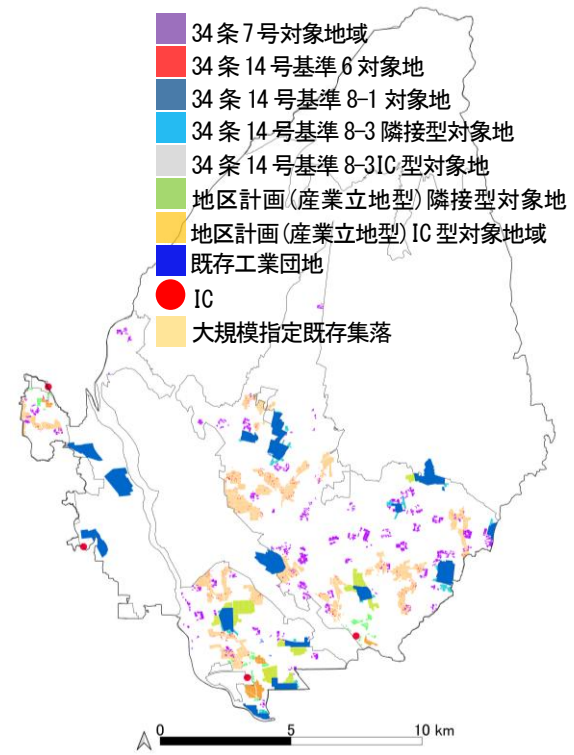 34条7号対象地域
34条14号基準6対象地
34条14号基準8-1対象地
34条14号基準8-3隣接型対象地
34条14号基準8-3IC型対象地
地区計画(産業立地型)隣接型対象地
地区計画(産業立地型)IC型対象地域
既存工業団地
IC
大規模指定既存集落
0 5 10 km